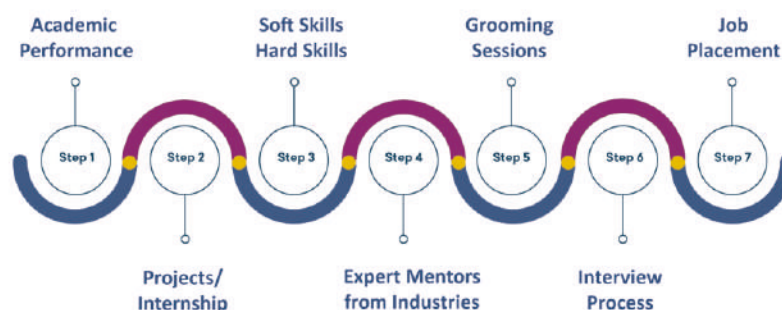 Academic
Performance
Soft Skills
Hard Skills
Grooming
Sessions
Job
Placement
Step 1
Step 2
Step 3
Step 4
Step 5
Step 6
Step 7
Projects/
Internship
Expert Mentors
from Industries
Interview
Process